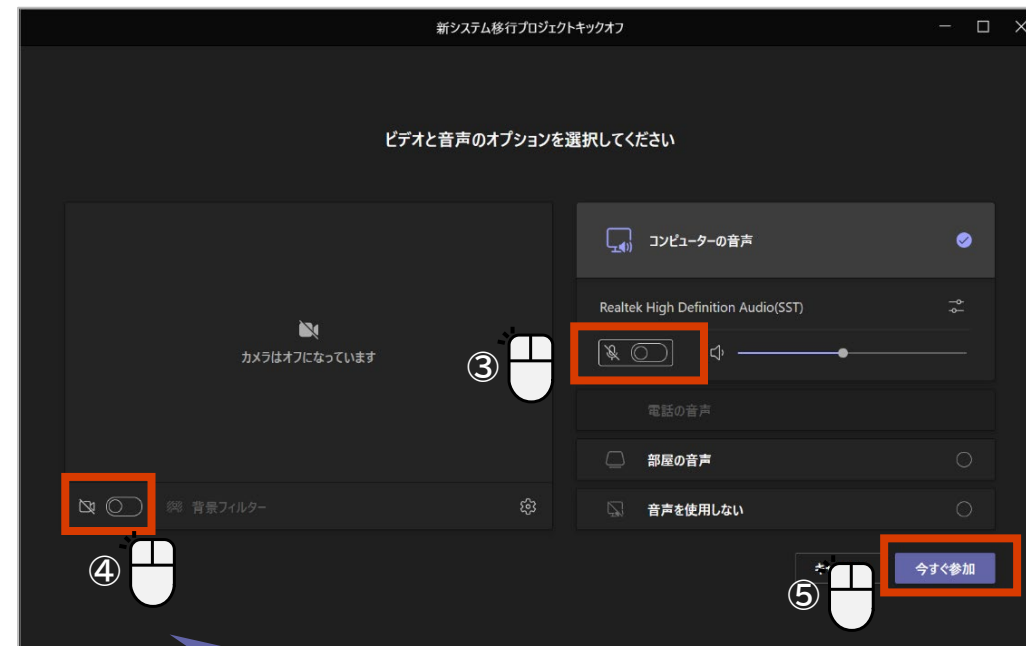 新システム移行プロジェクトキックオフ
ビデオと音声のオプションを選択してください
コンピューターの音声
Realtek High Definition Audio(SST)
カメラはオフになっています
③
電話の音声
部屋の音声
背景フィルター
音声を使用しない
④
今すぐ参加
⑤